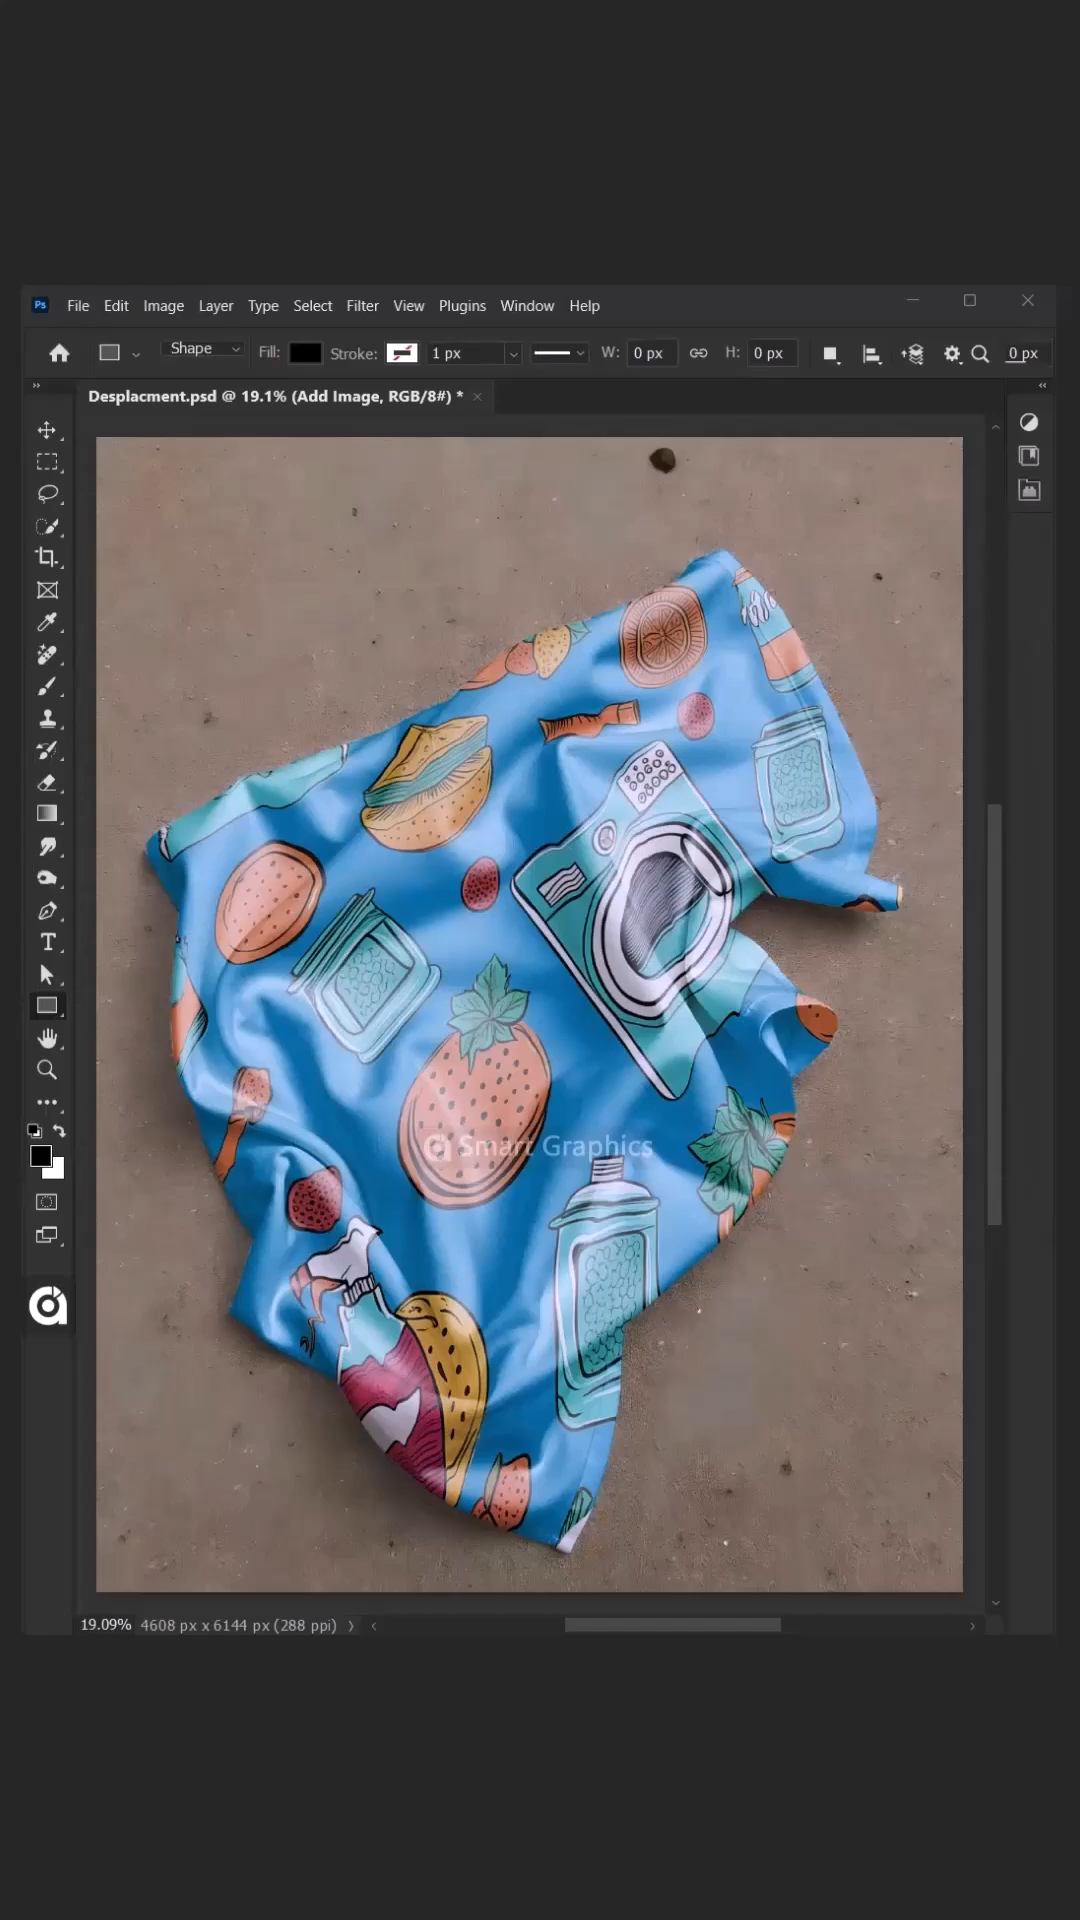 Ps File Edit Image Layer Type Select Filter View Plugins Window Help
Shape Fill: Stroke: 1 px W: 0 px H: 0 px 0 px
Desplacment.psd @ 19.1% (Add Image, RGB/8#) *
T
Smart Graphics
19.09% 4608 px x 6144 px (288 ppi)